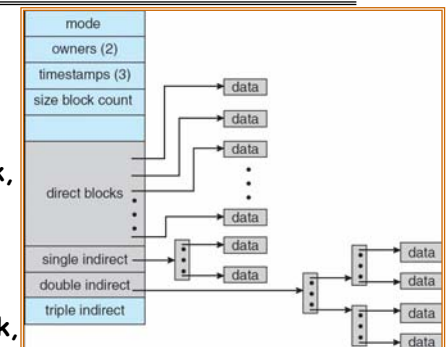 mode
owners (2)
timestamps (3)
size block count
data
data
data
k,
direct blocks
data
single indirect
data
data
double indirect
data
data
triple indirect
data
k,
data